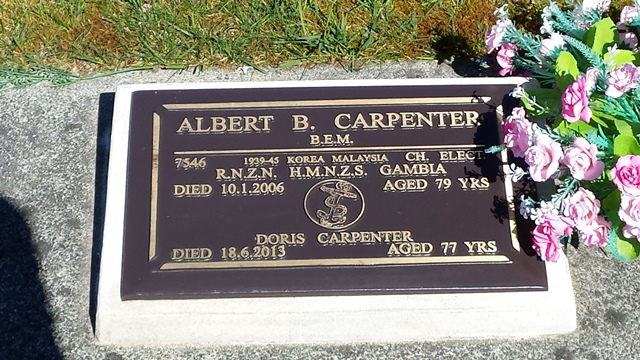 ALBERT B. CARPENTER
B.E.M.
7546 1939-45 KOREA MALAYSIA CH. ELECT.
R.N.Z.N. H.M.N.Z.S. GAMBIA
DIED 10.1.2006 AGED 79 YRS
DORIS CARPENTER
DIED 18.6.2013 AGED 77 YRS